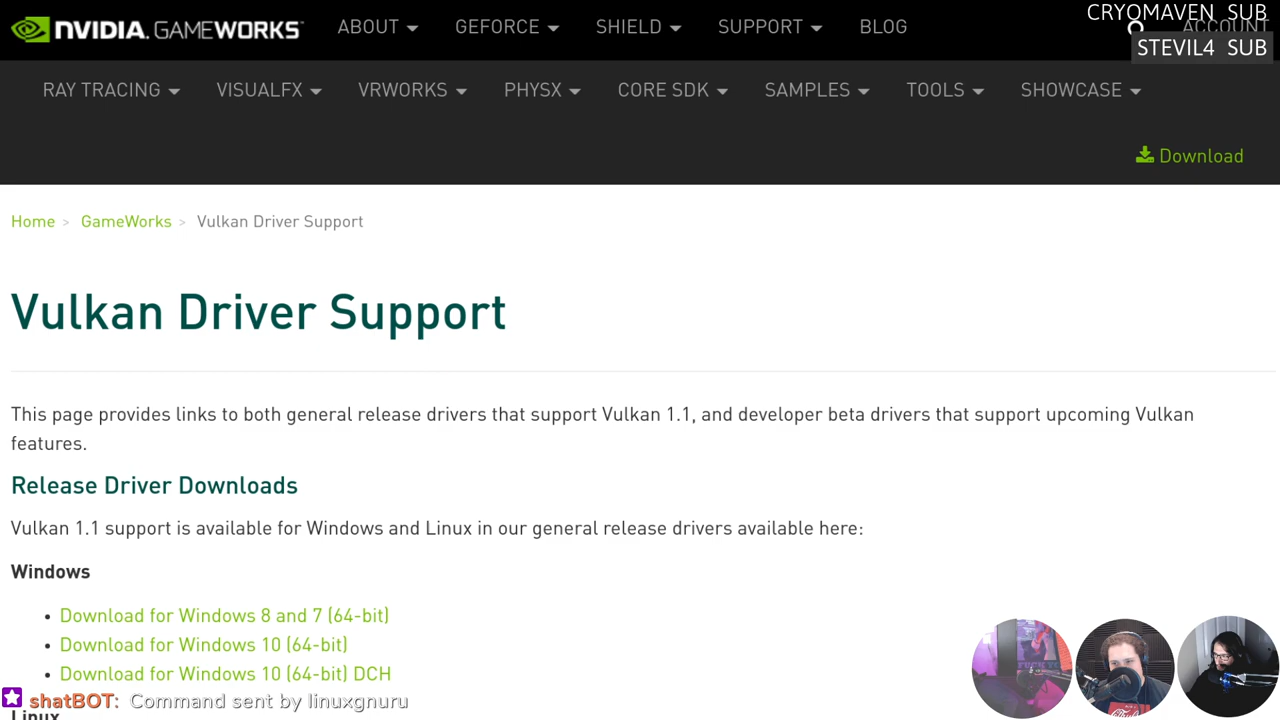 CRYOMAVEN SUB
NVIDIA. GAMEWORKS ABOUT GEFORCE SHIELD SUPPORT BLOG ACCOUNT
STEVIL4 SUB
RAY TRACING VISUALFX VRWORKS PHYSX CORE SDK SAMPLES TOOLS SHOWCASE
Download
Home > GameWorks > Vulkan Driver Support
Vulkan Driver Support
This page provides links to both general release drivers that support Vulkan 1.1, and developer beta drivers that support upcoming Vulkan
features.
Release Driver Downloads
Vulkan 1.1 support is available for Windows and Linux in our general release drivers available here:
Windows
• Download for Windows 8 and 7 (64-bit)
• Download for Windows 10 (64-bit)
• Download for Windows 10 (64-bit) DCH
shatBOT: Command sent by linuxgnuru
Linux